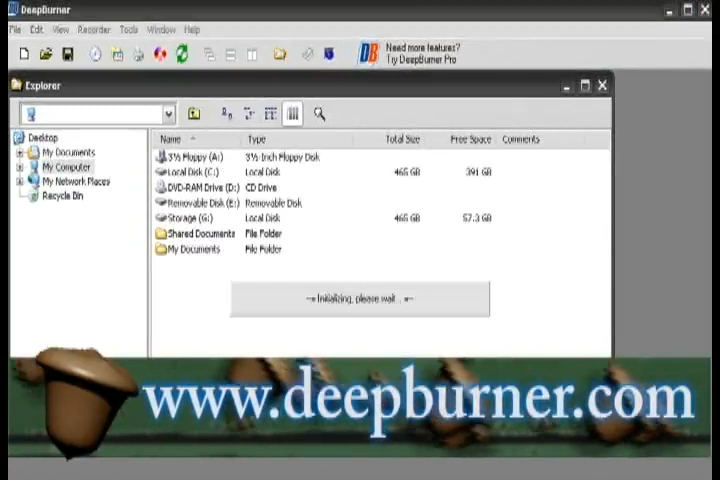 DeepBurner
File Edit View Recorder Tools Window Help
Need more features?
DB Try DeepBurner Pro
Explorer
Desktop
My Documents
My Computer
My Network Places
Recycle Bin
Name Type Total Size Free Space Comments
3½ Floppy (A:) 3½-Inch Floppy Disk
Local Disk (C:) Local Disk 465 GB 391 GB
DVD-RAM Drive (D:) CD Drive
Removable Disk (E:) Removable Disk
Storage (G:) Local Disk 465 GB 57.3 GB
Shared Documents File Folder
My Documents File Folder
-= Initializing, please wait... =-
www.deepburner.com